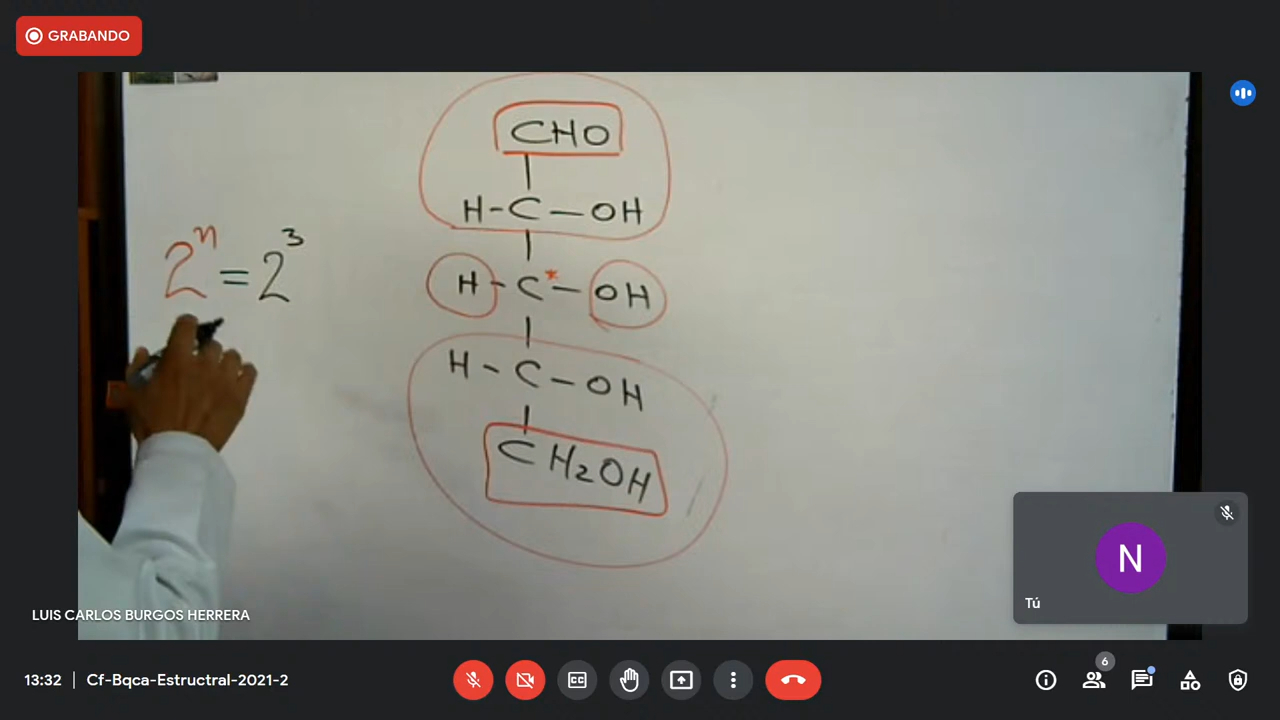 GRABANDO
CHO
H-C-OH
2ⁿ=2³
H-C*-OH
H-C-OH
CH₂OH
N
Tú
LUIS CARLOS BURGOS HERRERA
13:32 | Cf-Bqca-Estructral-2021-2
6